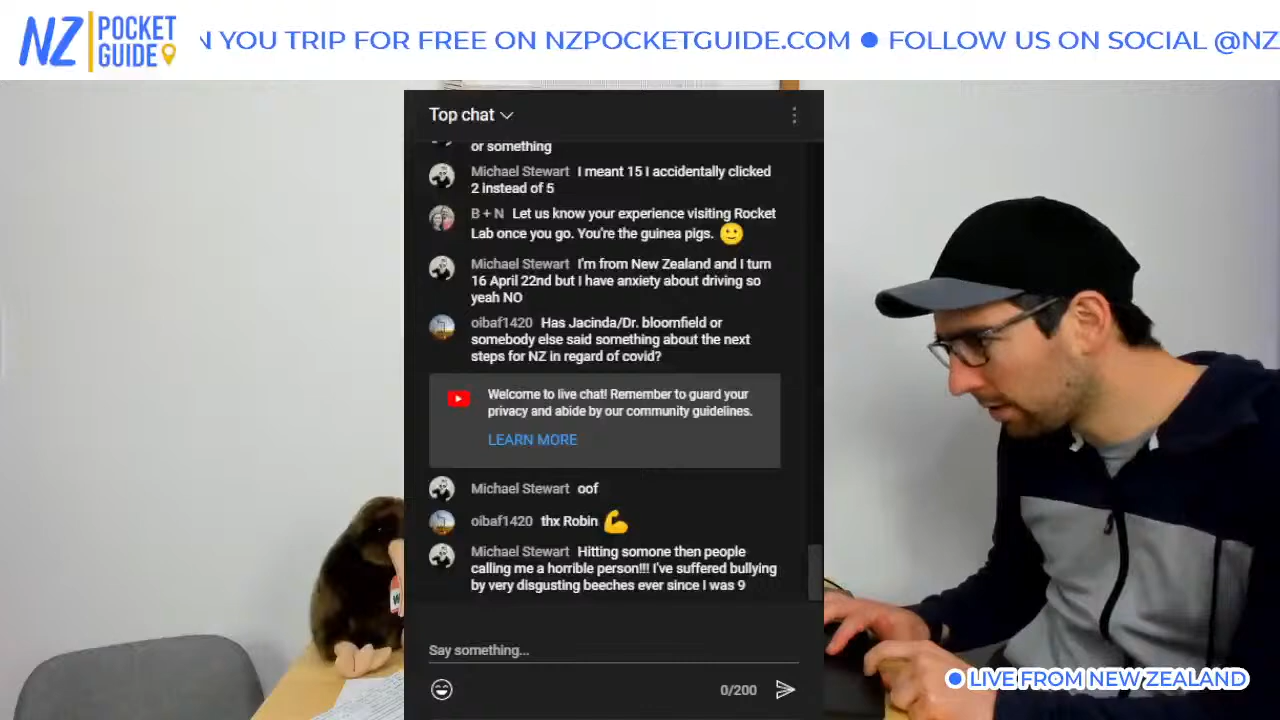 NZ POCKET GUIDE
N YOU TRIP FOR FREE ON NZPOCKETGUIDE.COM ● FOLLOW US ON SOCIAL @NZ
Top chat
or something
Michael Stewart I meant 15 I accidentally clicked
2 instead of 5
B + N Let us know your experience visiting Rocket
Lab once you go. You're the guinea pigs. 🙂
Michael Stewart I'm from New Zealand and I turn
16 April 22nd but I have anxiety about driving so
yeah NO
oibaf1420 Has Jacinda/Dr. bloomfield or
somebody else said something about the next
steps for NZ in regard of covid?
Welcome to live chat! Remember to guard your
privacy and abide by our community guidelines.
LEARN MORE
Michael Stewart oof
oibaf1420 thx Robin 💪
Michael Stewart Hitting somone then people
calling me a horrible person!!! I've suffered bullying
by very disgusting beeches ever since I was 9
Say something...
0/200
● LIVE FROM NEW ZEALAND